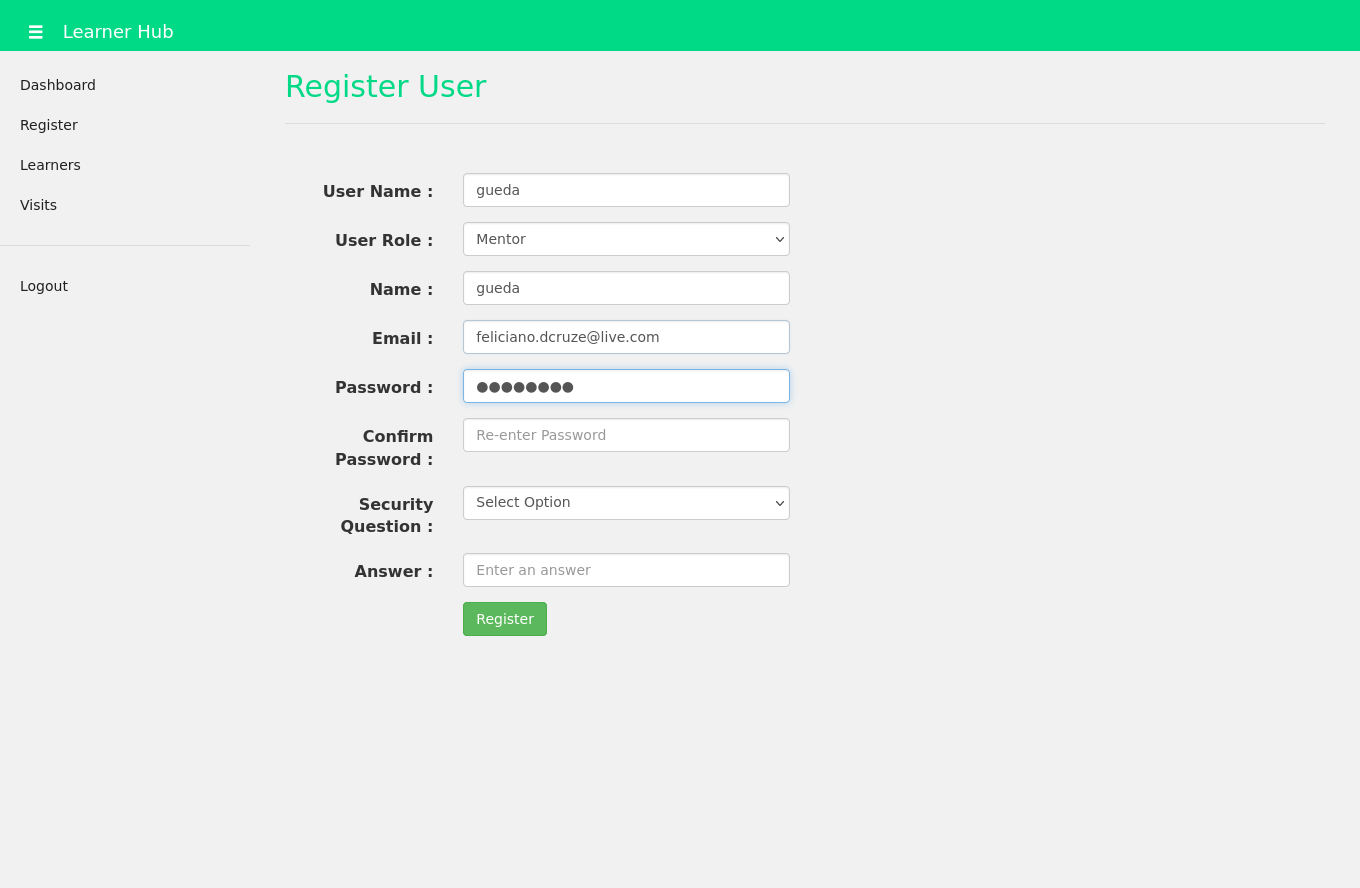 Learner Hub
Dashboard
Register
Learners
Visits
Logout
Register User
User Name :
gueda
User Role :
Mentor
Name :
gueda
Email :
feliciano.dcruze@live.com
Password :
●●●●●●●●
Confirm
Password :
Re-enter Password
Security
Question :
Select Option
Answer :
Enter an answer
Register